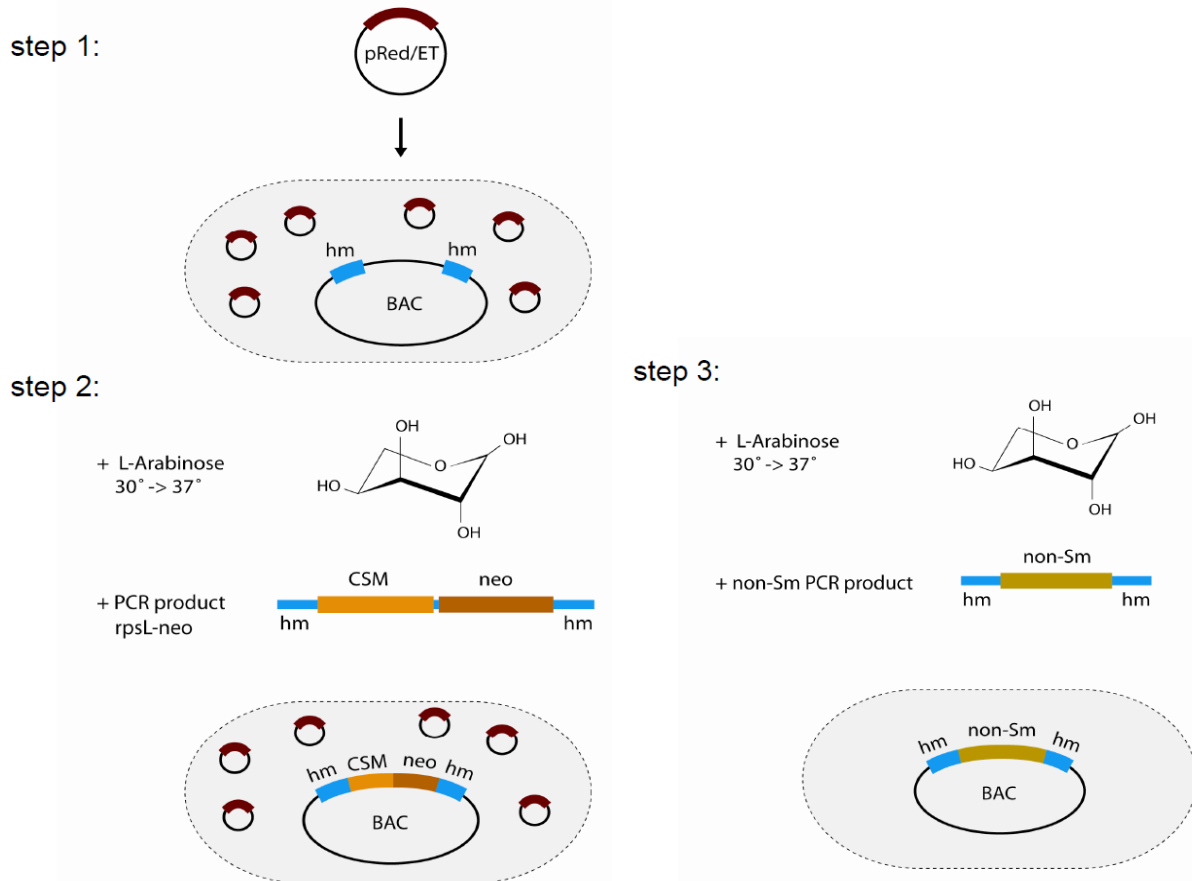 step 1:
pRed/ET
hm hm
BAC
step 2:
+ L-Arabinose
30° -> 37°
OH
OH
O
HO
OH
CSM neo
+ PCR product
rpsL-neo
hm hm
hm CSM neo hm
BAC
step 3:
+ L-Arabinose
30° -> 37°
OH
OH
O
HO
OH
non-Sm
+ non-Sm PCR product
hm hm
hm non-Sm hm
BAC